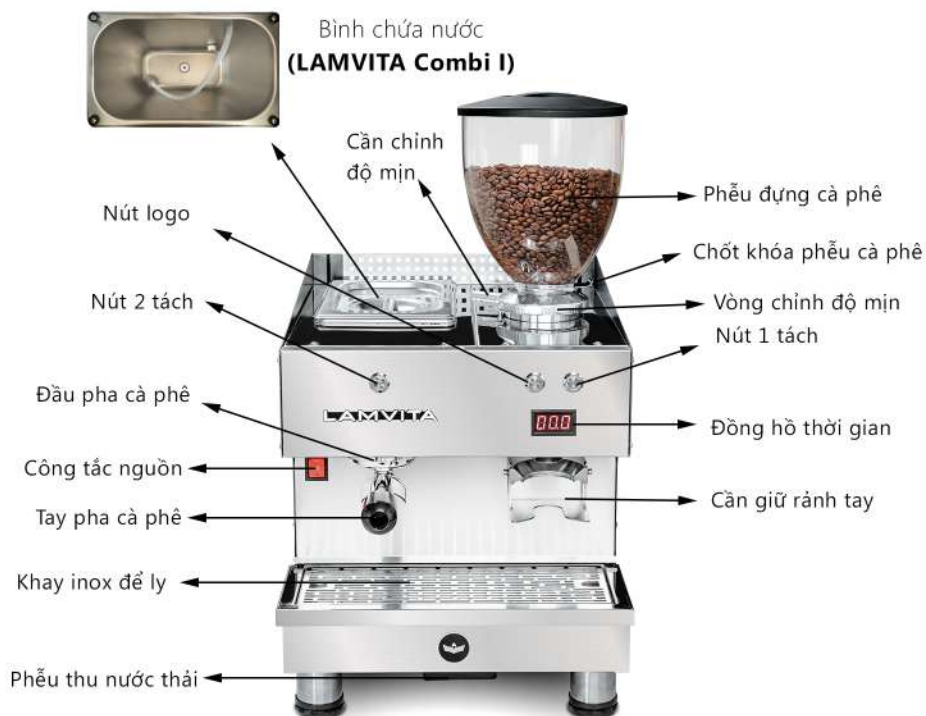 Bình chứa nước
(LAMVITA Combi I)
Cần chỉnh
độ mịn
Phễu đựng cà phê
Nút logo
Chốt khóa phễu cà phê
Nút 2 tách
Vòng chỉnh độ mịn
Nút 1 tách
Đầu pha cà phê
LAMVITA
00.0
Đồng hồ thời gian
Công tắc nguồn
Cần giữ rảnh tay
Tay pha cà phê
Khay inox để ly
Phễu thu nước thải